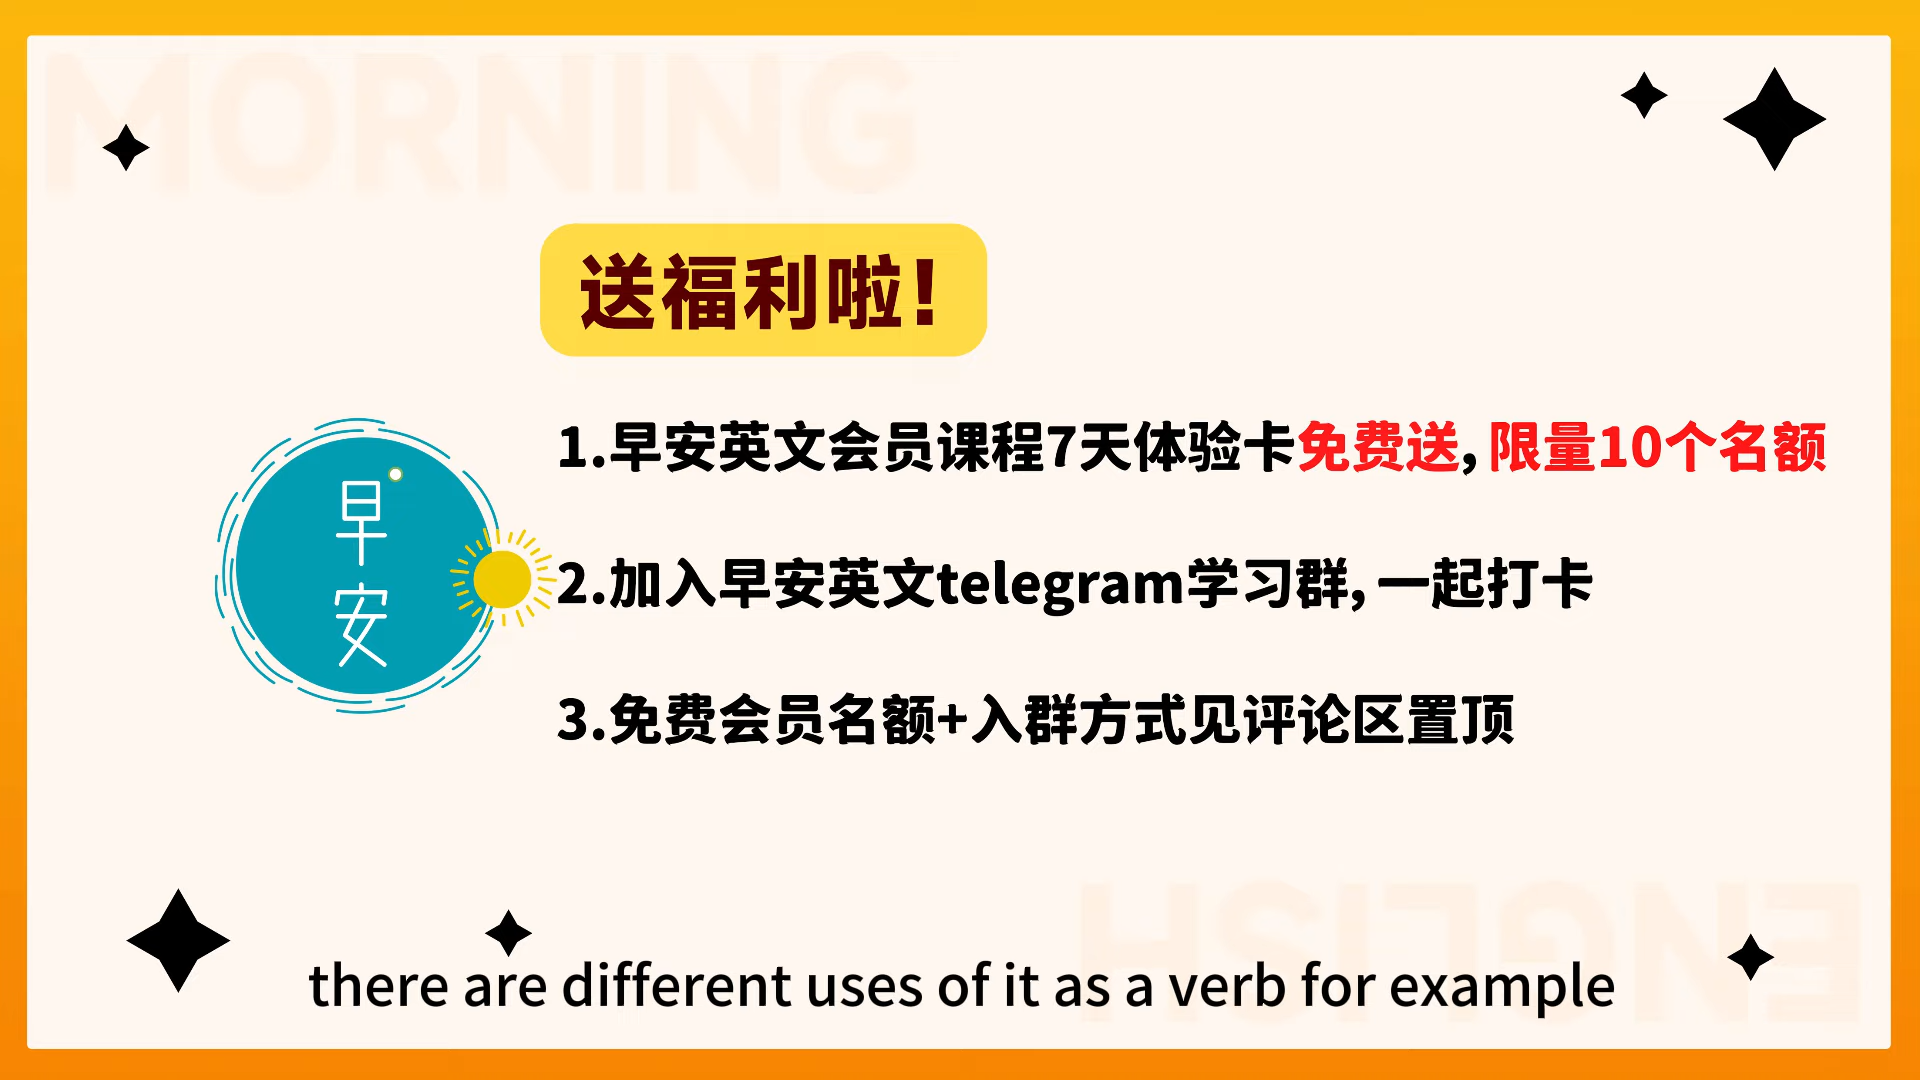 MORNING
送福利啦!
1.早安英文会员课程7天体验卡免费送, 限量10个名额
早安
2.加入早安英文telegram学习群, 一起打卡
3.免费会员名额+入群方式见评论区置顶
ENGLISH
there are different uses of it as a verb for example